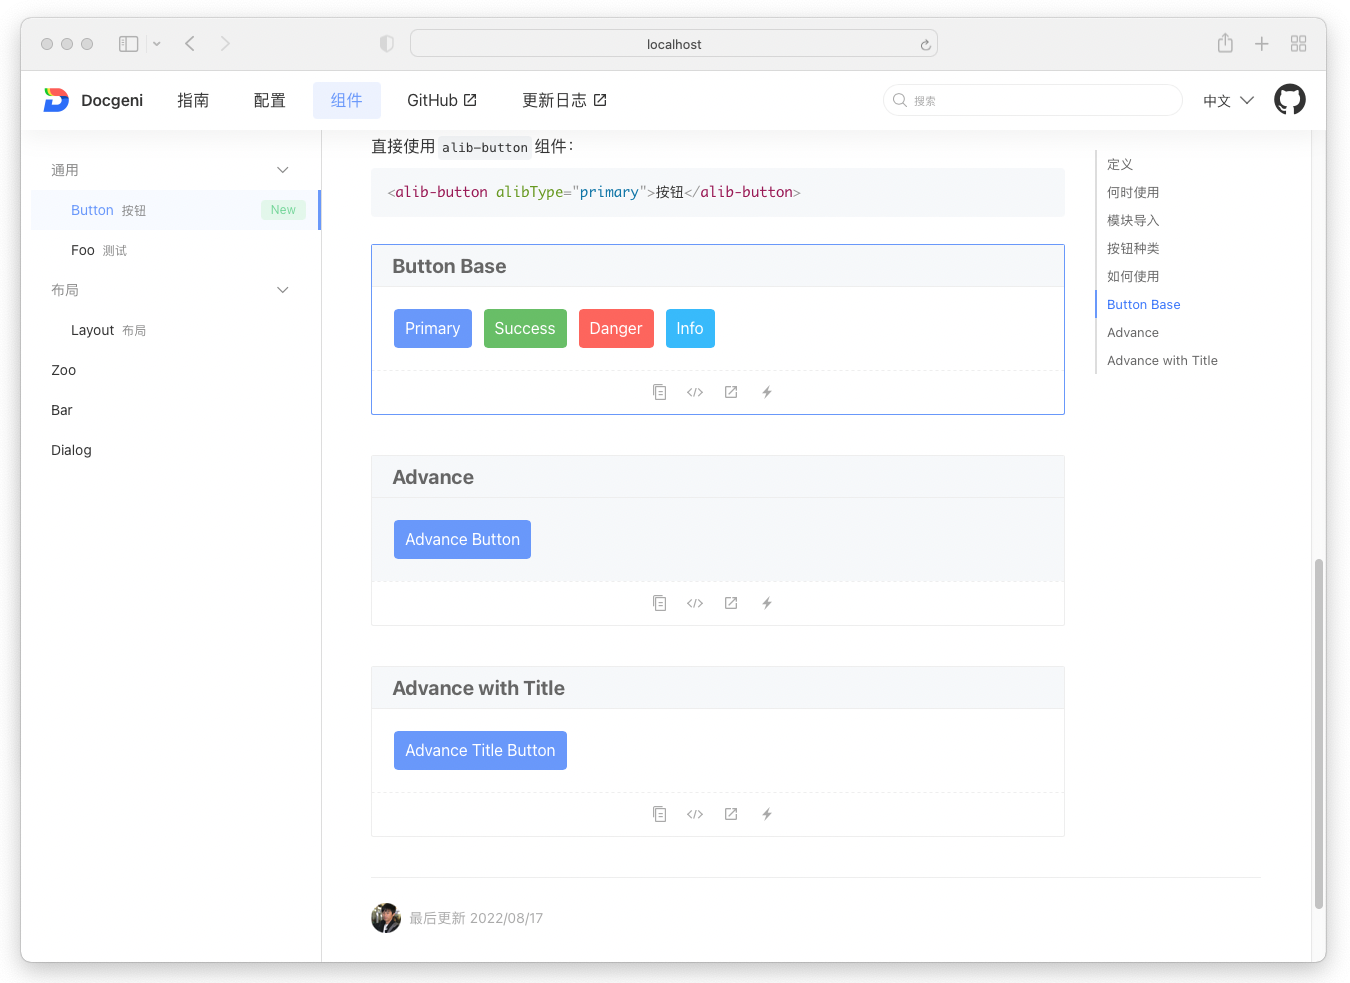 localhost
Docgeni 指南 配置 组件 GitHub 更新日志 搜索 中文
通用
Button 按钮 New
Foo 测试
布局
Layout 布局
Zoo
Bar
Dialog
直接使用 alib-button 组件：
<alib-button alibType="primary">按钮</alib-button>
Button Base
Primary Success Danger Info
Advance
Advance Button
Advance with Title
Advance Title Button
最后更新 2022/08/17
定义
何时使用
模块导入
按钮种类
如何使用
Button Base
Advance
Advance with Title